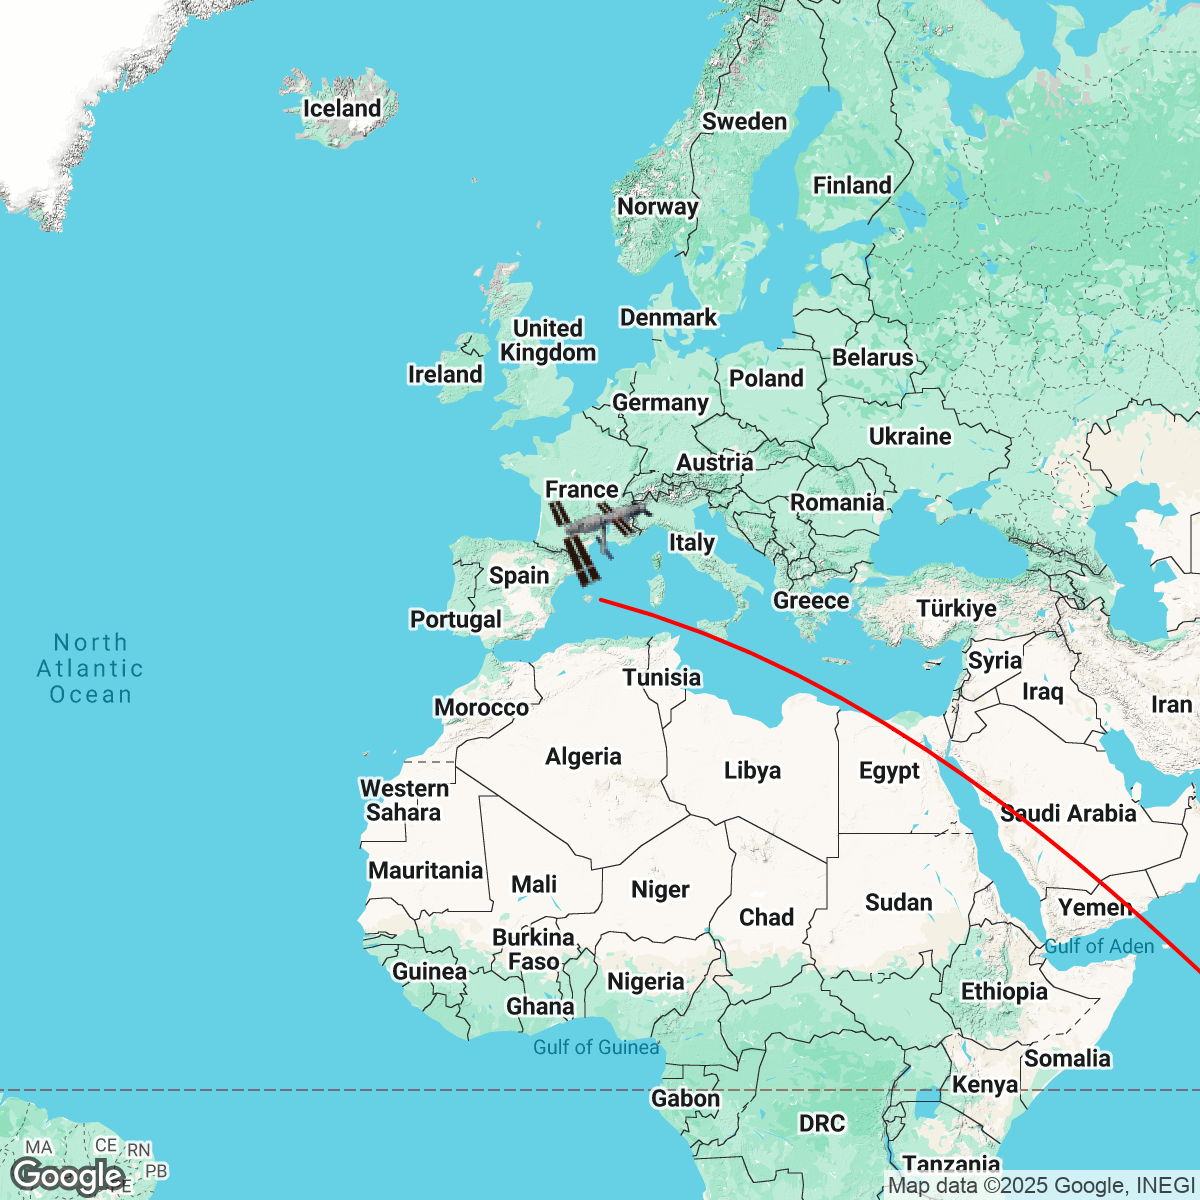 Iceland
Sweden
Finland
Norway
Denmark
United
Kingdom
Ireland
Belarus
Poland
Germany
Ukraine
Austria
France
Romania
Italy
Spain
Greece
Türkiye
Portugal
North
Atlantic
Ocean
Syria
Tunisia
Iraq
Iran
Morocco
Algeria
Libya
Egypt
Western
Sahara
Saudi Arabia
Mauritania
Mali
Niger
Chad
Sudan
Yemen
Burkina
Faso
Gulf of Aden
Guinea
Nigeria
Ethiopia
Ghana
Gulf of Guinea
Somalia
Kenya
Gabon
DRC
MA
CE
RN
PB
Tanzania
Google
PE
Map data ©2025 Google, INEGI